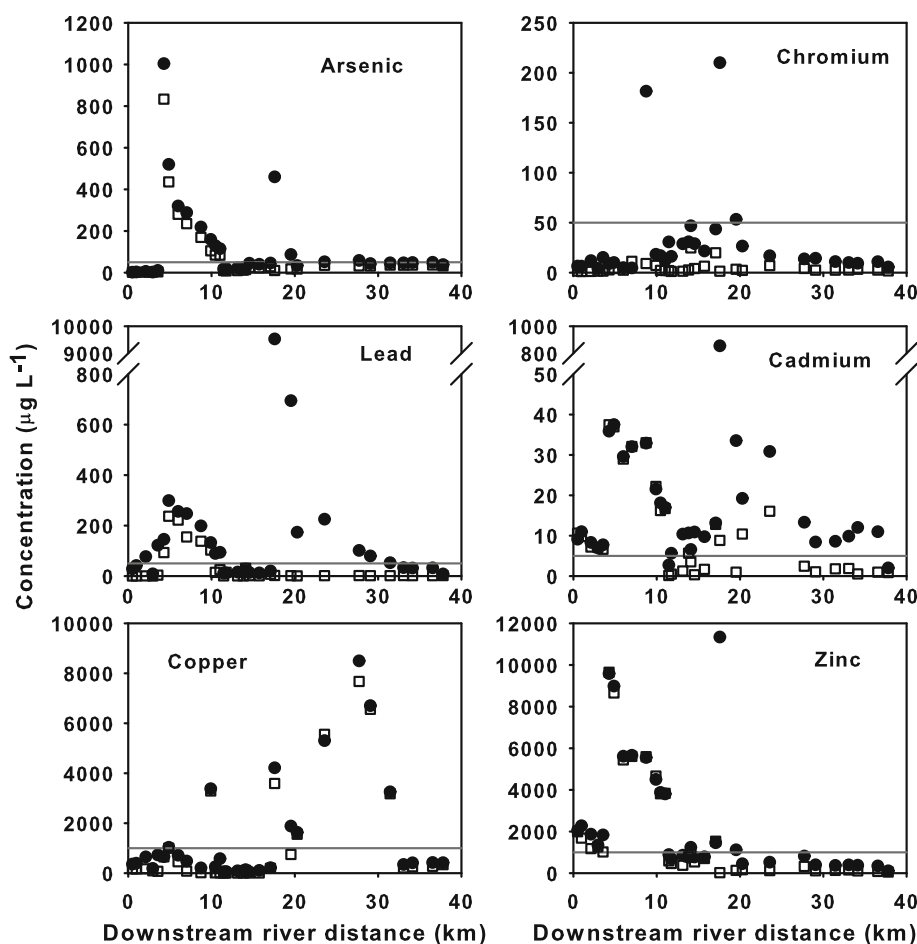 1200
1000
800
600
400
200
0
Arsenic
0 10 20 30 40
250
200
150
100
50
0
Chromium
0 10 20 30 40
10000
9000
800
600
400
200
0
Lead
0 10 20 30 40
1000
800
50
40
30
20
10
0
Cadmium
0 10 20 30 40
Concentration (μg L⁻¹)
10000
8000
6000
4000
2000
0
Copper
0 10 20 30 40
Downstream river distance (km)
12000
10000
8000
6000
4000
2000
0
Zinc
0 10 20 30 40
Downstream river distance (km)